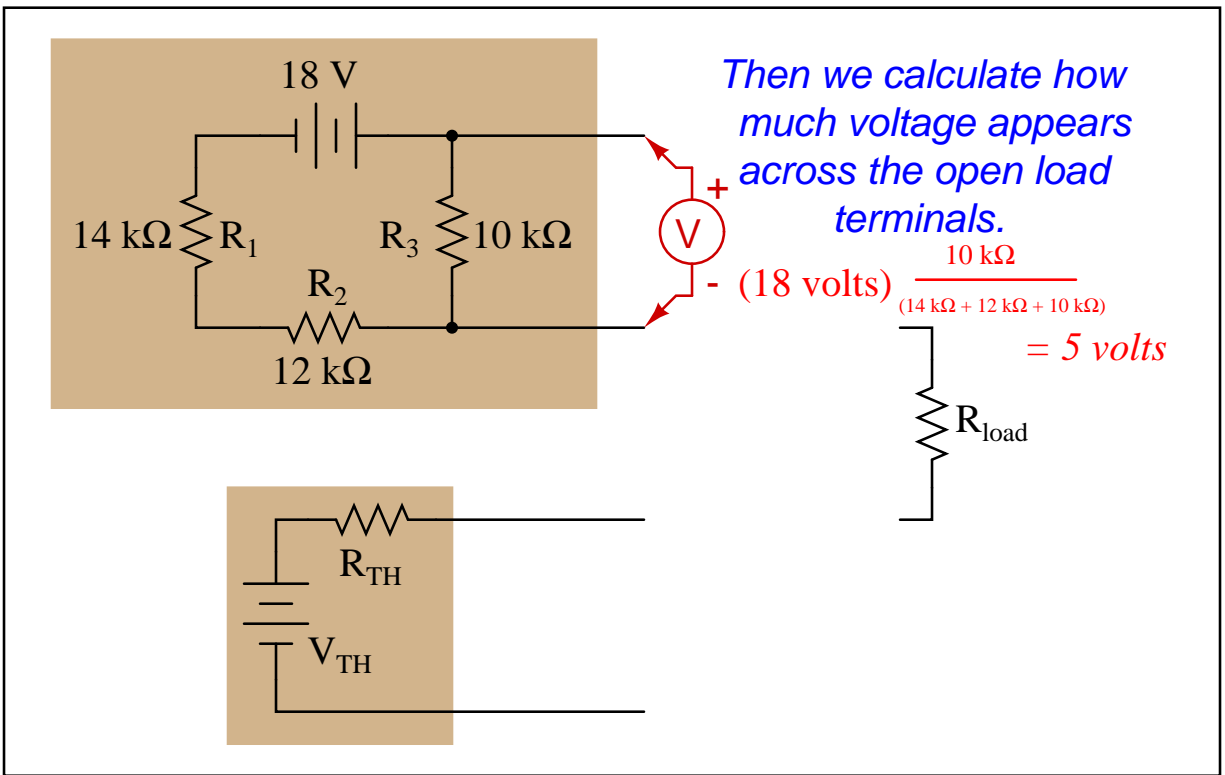 18 V
Then we calculate how
much voltage appears
across the open load
terminals.
14 kΩ
R1
R3
10 kΩ
V
+
-
R2
12 kΩ
(18 volts)
10 kΩ
(14 kΩ + 12 kΩ + 10 kΩ)
= 5 volts
Rload
RTH
VTH